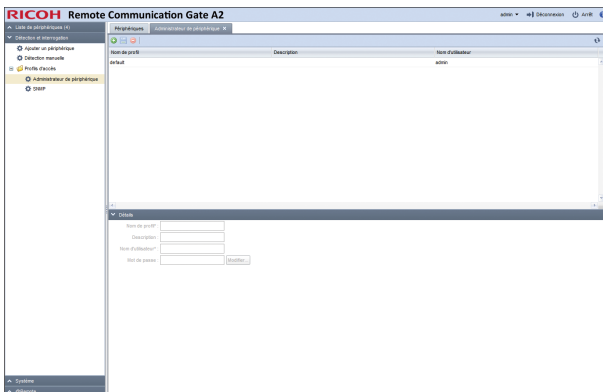 RICOH Remote Communication Gate A2
admin
Déconnexion
Arrêt
Liste de périphériques (4)
Détection et interrogation
Ajouter un périphérique
Détection manuelle
Profils d'accès
Administrateur de périphérique
SNMP
Système
Périphériques
Administrateur de périphérique
Nom de profil
Description
Nom d'utilisateur
default
admin
Détails
Nom de profil*
Description
Nom d'utilisateur*
Mot de passe
Modifier...